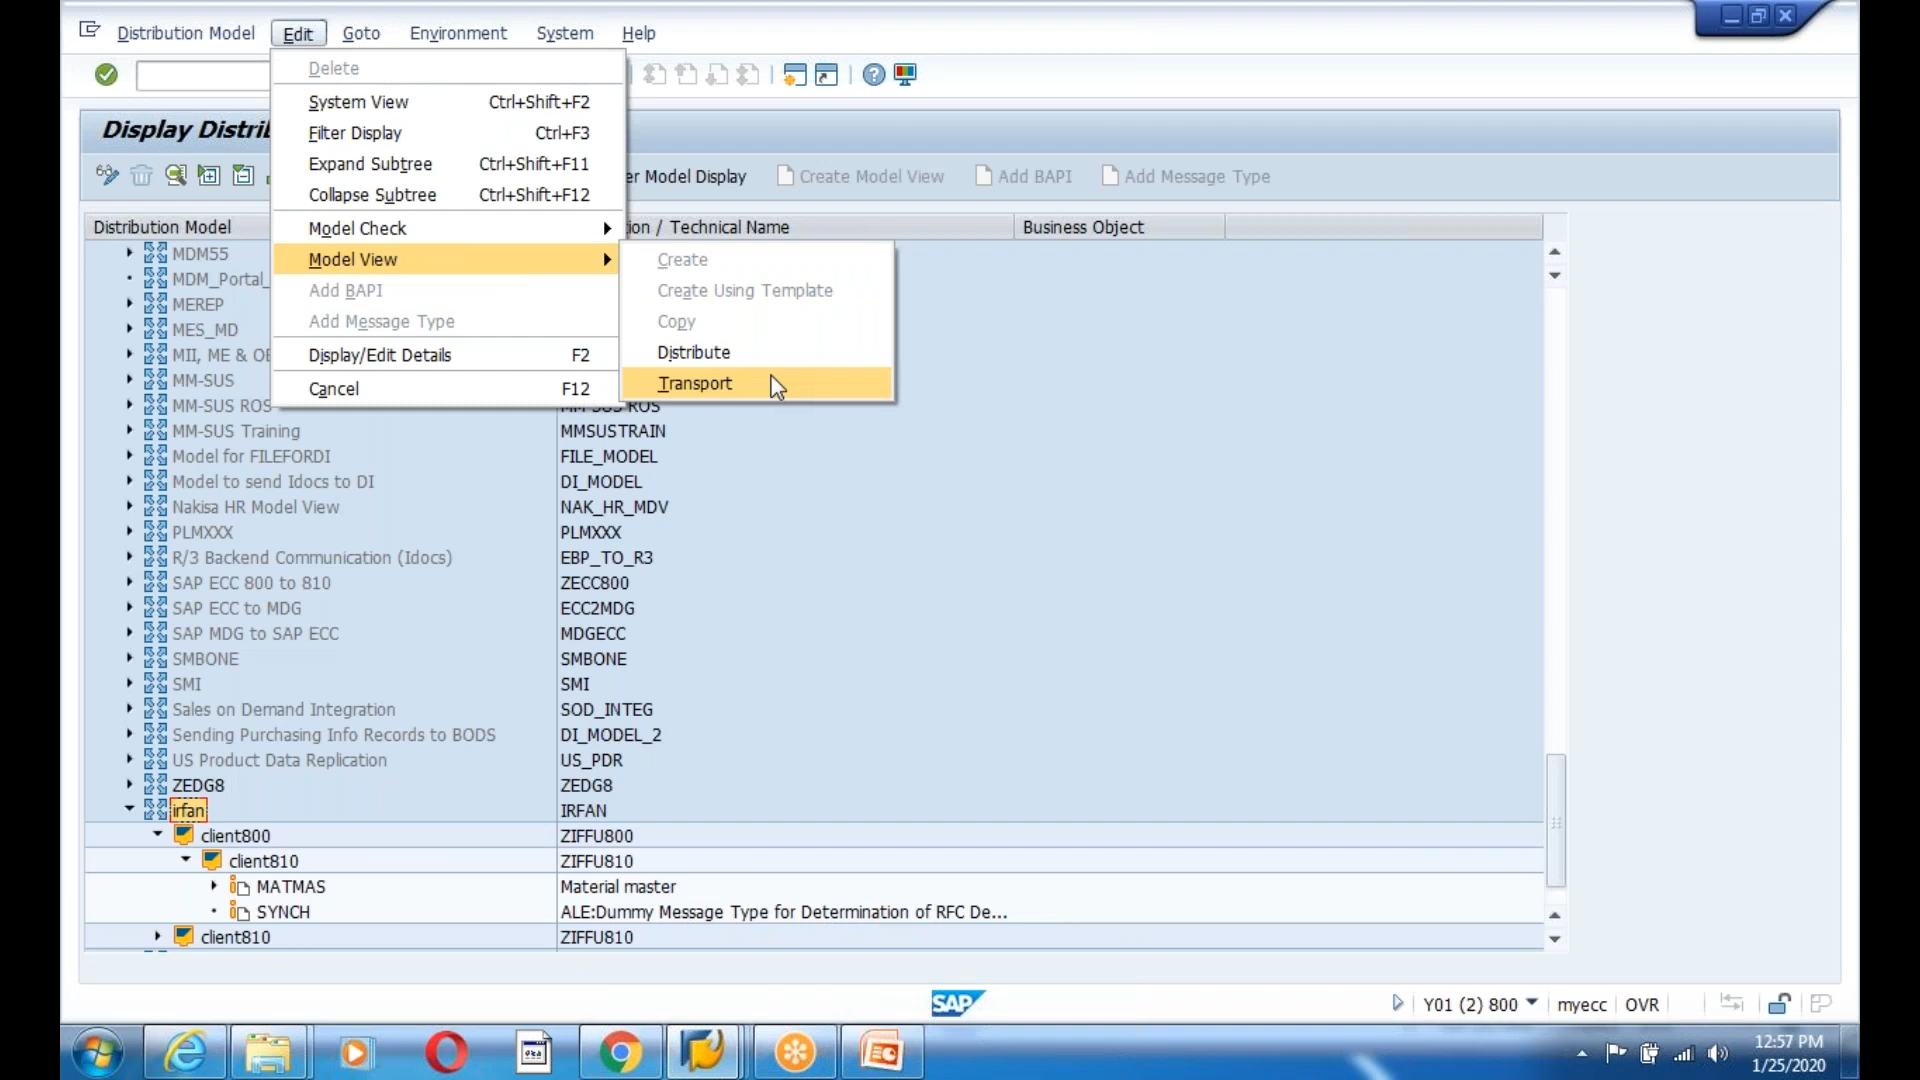 Distribution Model Edit Goto Environment System Help
Delete
System View Ctrl+Shift+F2
Filter Display Ctrl+F3
Expand Subtree Ctrl+Shift+F11
Collapse Subtree Ctrl+Shift+F12
Model Check
Model View
Add BAPI
Add Message Type
Display/Edit Details F2
Cancel F12
Create
Create Using Template
Copy
Distribute
Transport
Display Distri
er Model Display Create Model View Add BAPI Add Message Type
Distribution Model ion / Technical Name Business Object
MDM55
MDM_Portal_
MEREP
MES_MD
MII, ME & OE
MM-SUS
MM-SUS ROS MM-SUS ROS
MM-SUS Training MMSUSTRAIN
Model for FILEFORDI FILE_MODEL
Model to send Idocs to DI DI_MODEL
Nakisa HR Model View NAK_HR_MDV
PLMXXX PLMXXX
R/3 Backend Communication (Idocs) EBP_TO_R3
SAP ECC 800 to 810 ZECC800
SAP ECC to MDG ECC2MDG
SAP MDG to SAP ECC MDGECC
SMBONE SMBONE
SMI SMI
Sales on Demand Integration SOD_INTEG
Sending Purchasing Info Records to BODS DI_MODEL_2
US Product Data Replication US_PDR
ZEDG8 ZEDG8
irfan IRFAN
client800 ZIFFU800
client810 ZIFFU810
MATMAS Material master
SYNCH ALE:Dummy Message Type for Determination of RFC De...
client810 ZIFFU810
SAP
Y01 (2) 800 myecc OVR
12:57 PM
1/25/2020